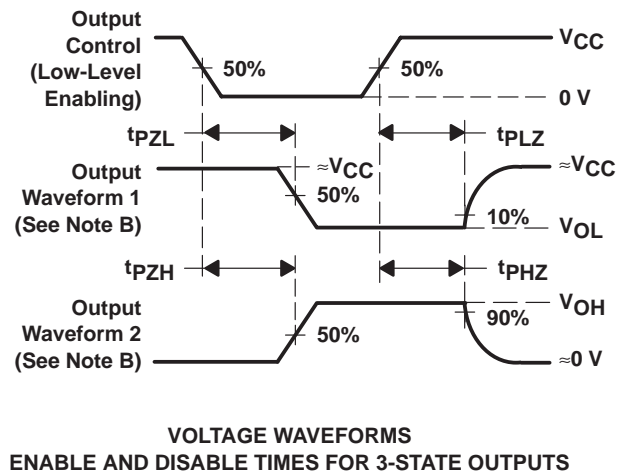 Output
Control
(Low-Level
Enabling)
50%
50%
VCC
0 V
tPZL
tPLZ
Output
Waveform 1
(See Note B)
≈VCC
50%
≈VCC
10%
VOL
tPZH
tPHZ
Output
Waveform 2
(See Note B)
50%
VOH
90%
≈0 V
VOLTAGE WAVEFORMS
ENABLE AND DISABLE TIMES FOR 3-STATE OUTPUTS